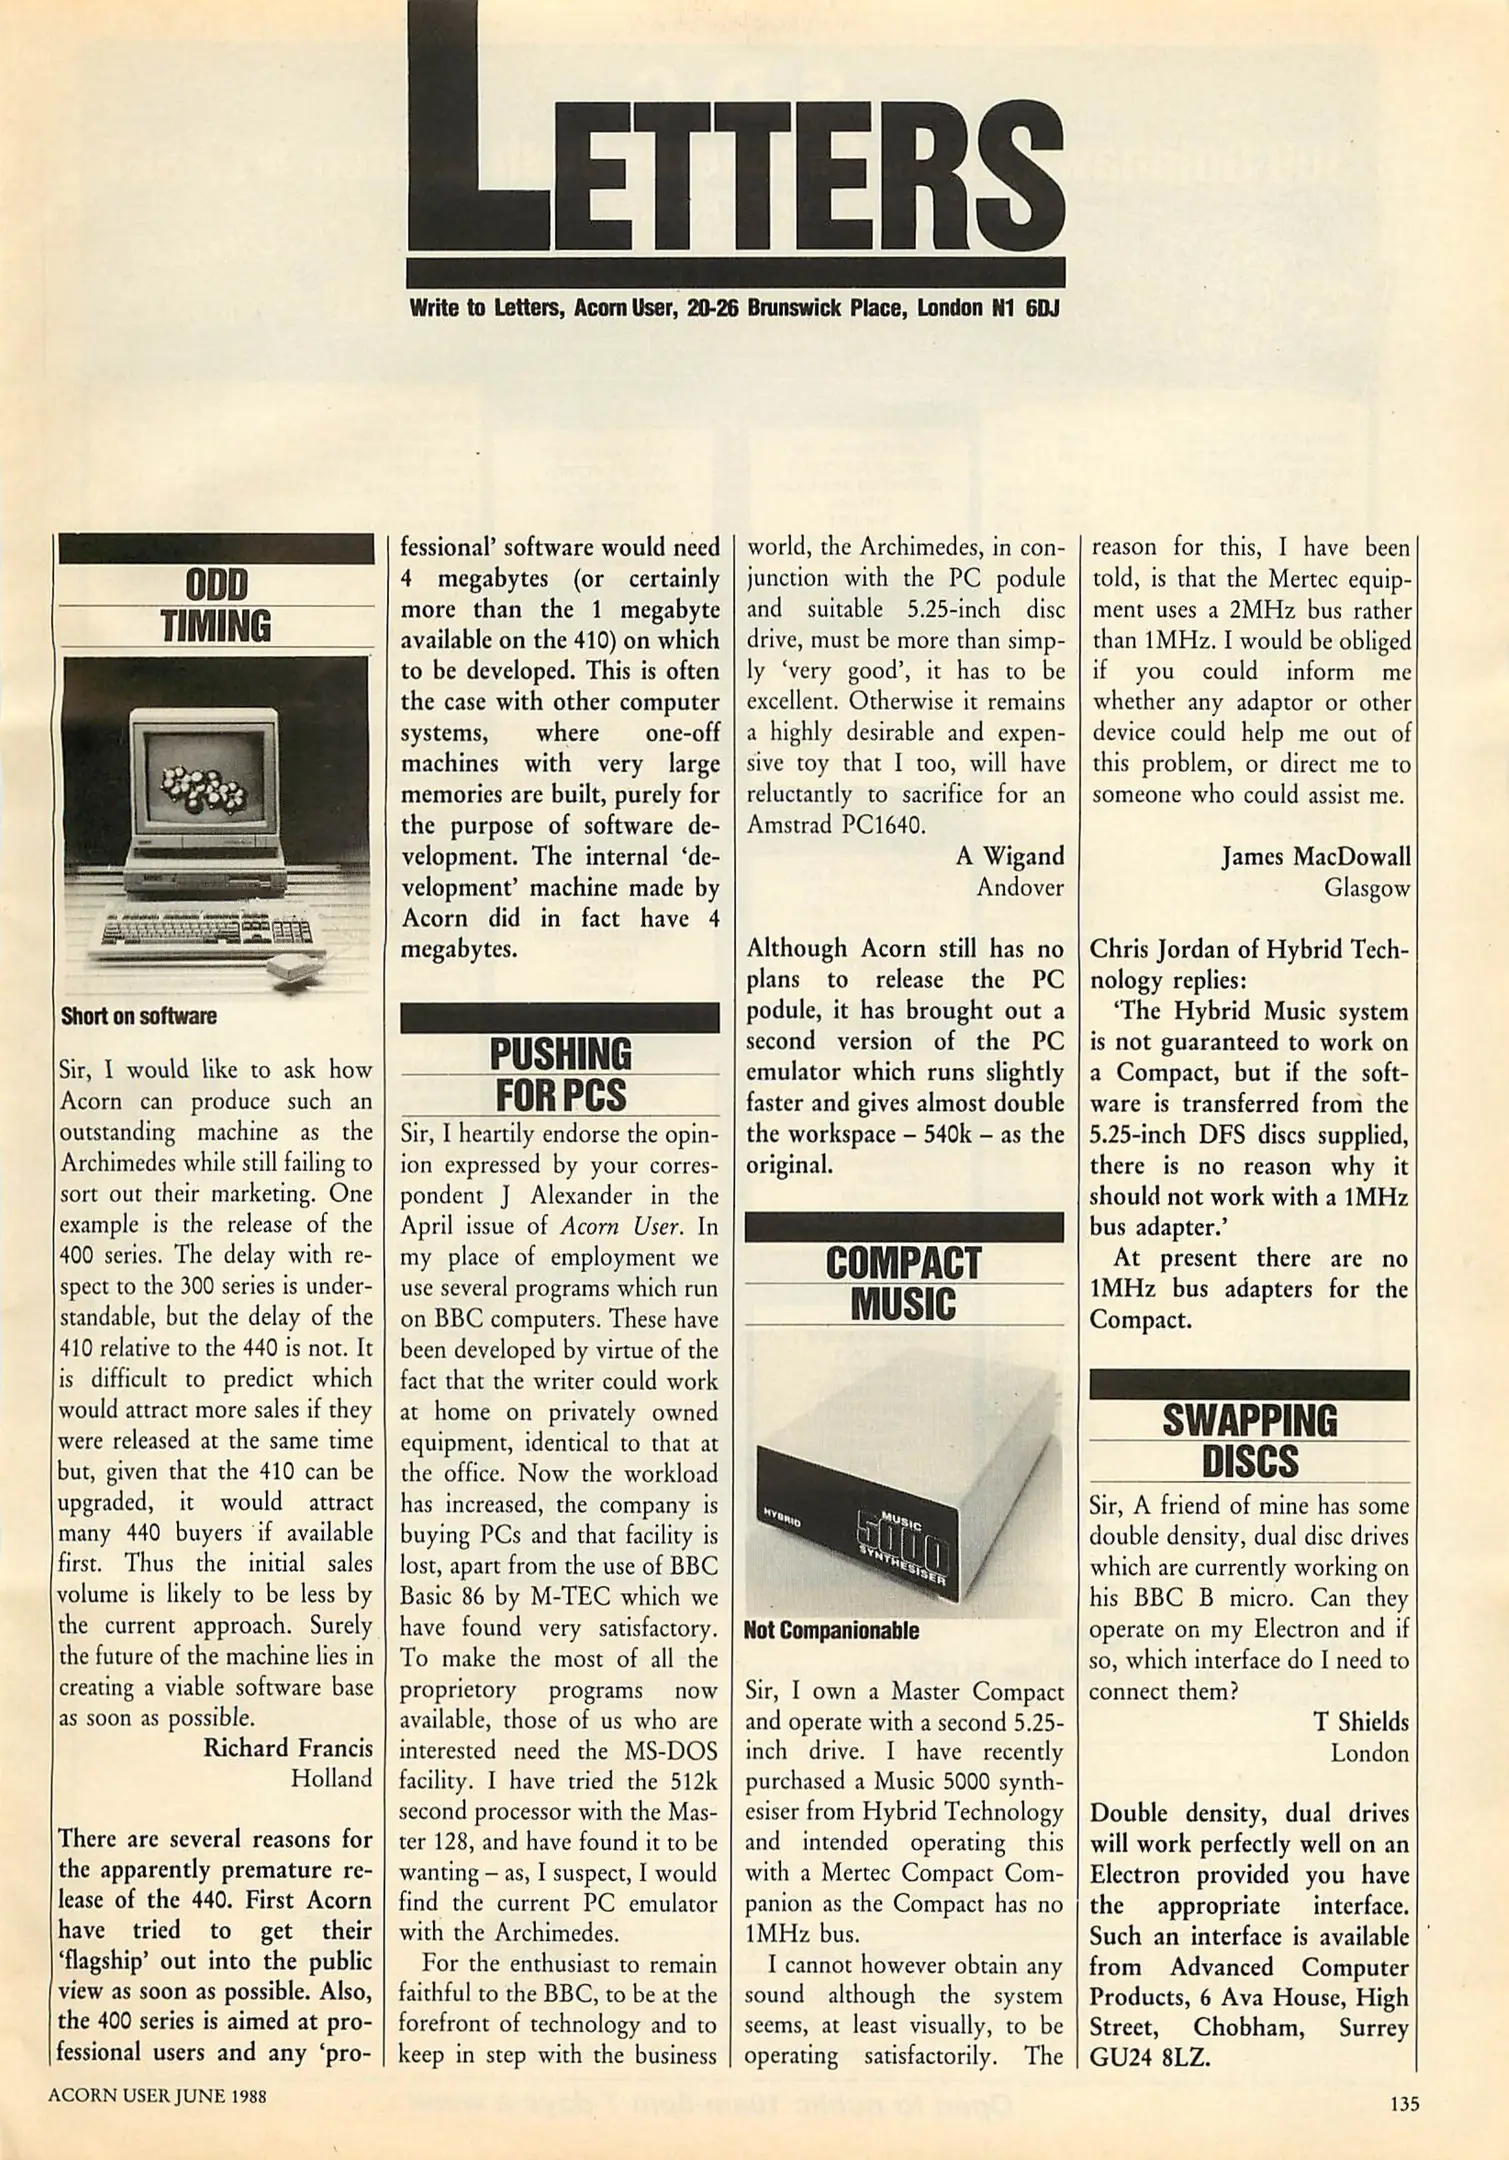 LETTERS
Write to Letters, Acorn User, 20-26 Brunswick Place, London N1 6DJ
ODD
TIMING
Short on software
Sir, I would like to ask how
Acorn can produce such an
outstanding machine as the
Archimedes while still failing to
sort out their marketing. One
example is the release of the
400 series. The delay with re-
spect to the 300 series is under-
standable, but the delay of the
410 relative to the 440 is not. It
is difficult to predict which
would attract more sales if they
were released at the same time
but, given that the 410 can be
upgraded, it would attract
many 440 buyers if available
first. Thus the initial sales
volume is likely to be less by
the current approach. Surely
the future of the machine lies in
creating a viable software base
as soon as possible.
Richard Francis
Holland
There are several reasons for
the apparently premature re-
lease of the 440. First Acorn
have tried to get their
‘flagship’ out into the public
view as soon as possible. Also,
the 400 series is aimed at pro-
fessional users and any ‘pro-
fessional’ software would need
4 megabytes (or certainly
more than the 1 megabyte
available on the 410) on which
to be developed. This is often
the case with other computer
systems, where one-off
machines with very large
memories are built, purely for
the purpose of software de-
velopment. The internal ‘de-
velopment’ machine made by
Acorn did in fact have 4
megabytes.
PUSHING
FOR PCS
Sir, I heartily endorse the opin-
ion expressed by your corres-
pondent J Alexander in the
April issue of Acorn User. In
my place of employment we
use several programs which run
on BBC computers. These have
been developed by virtue of the
fact that the writer could work
at home on privately owned
equipment, identical to that at
the office. Now the workload
has increased, the company is
buying PCs and that facility is
lost, apart from the use of BBC
Basic 86 by M-TEC which we
have found very satisfactory.
To make the most of all the
proprietory programs now
available, those of us who are
interested need the MS-DOS
facility. I have tried the 512k
second processor with the Mas-
ter 128, and have found it to be
wanting – as, I suspect, I would
find the current PC emulator
with the Archimedes.
For the enthusiast to remain
faithful to the BBC, to be at the
forefront of technology and to
keep in step with the business
world, the Archimedes, in con-
junction with the PC podule
and suitable 5.25-inch disc
drive, must be more than simp-
ly ‘very good’, it has to be
excellent. Otherwise it remains
a highly desirable and expen-
sive toy that I too, will have
reluctantly to sacrifice for an
Amstrad PC1640.
A Wigand
Andover
Although Acorn still has no
plans to release the PC
podule, it has brought out a
second version of the PC
emulator which runs slightly
faster and gives almost double
the workspace – 540k – as the
original.
COMPACT
MUSIC
HYBRID
MUSIC
5000
SYNTHESISER
Not Companionable
Sir, I own a Master Compact
and operate with a second 5.25-
inch drive. I have recently
purchased a Music 5000 synth-
esiser from Hybrid Technology
and intended operating this
with a Mertec Compact Com-
panion as the Compact has no
1MHz bus.
I cannot however obtain any
sound although the system
seems, at least visually, to be
operating satisfactorily. The
reason for this, I have been
told, is that the Mertec equip-
ment uses a 2MHz bus rather
than 1MHz. I would be obliged
if you could inform me
whether any adaptor or other
device could help me out of
this problem, or direct me to
someone who could assist me.
James MacDowall
Glasgow
Chris Jordan of Hybrid Tech-
nology replies:
‘The Hybrid Music system
is not guaranteed to work on
a Compact, but if the soft-
ware is transferred from the
5.25-inch DFS discs supplied,
there is no reason why it
should not work with a 1MHz
bus adapter.’
At present there are no
1MHz bus adapters for the
Compact.
SWAPPING
DISCS
Sir, A friend of mine has some
double density, dual disc drives
which are currently working on
his BBC B micro. Can they
operate on my Electron and if
so, which interface do I need to
connect them?
T Shields
London
Double density, dual drives
will work perfectly well on an
Electron provided you have
the appropriate interface.
Such an interface is available
from Advanced Computer
Products, 6 Ava House, High
Street, Chobham, Surrey
GU24 8LZ.
ACORN USER JUNE 1988
135